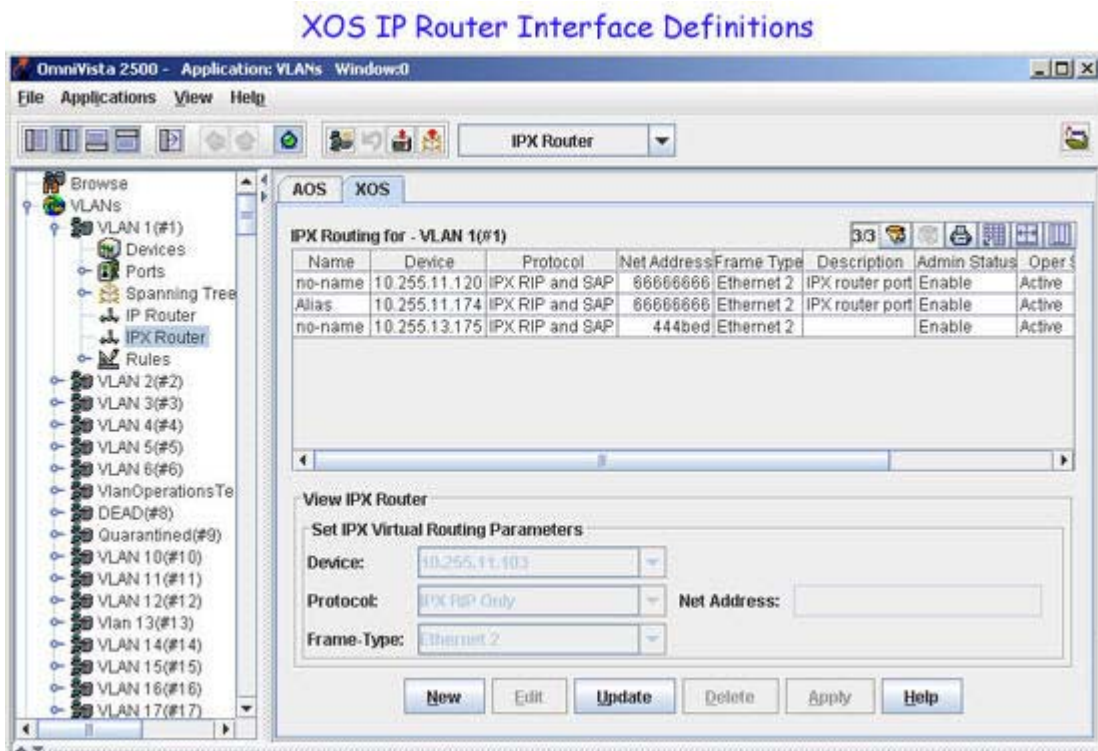 XOS IP Router Interface Definitions
OmniVista 2500 - Application: VLANs Window:0
File Applications View Help
IPX Router
Browse
VLANs
VLAN 1(#1)
Devices
Ports
Spanning Tree
IP Router
IPX Router
Rules
VLAN 2(#2)
VLAN 3(#3)
VLAN 4(#4)
VLAN 5(#5)
VLAN 6(#6)
VlanOperationsTe
DEAD(#8)
Quarantined(#9)
VLAN 10(#10)
VLAN 11(#11)
VLAN 12(#12)
Vlan 13(#13)
VLAN 14(#14)
VLAN 15(#15)
VLAN 16(#16)
VLAN 17(#17)
AOS XOS
IPX Routing for - VLAN 1(#1) 3/3
Name Device Protocol Net Address Frame Type Description Admin Status Oper S
no-name 10.255.11.120 IPX RIP and SAP 66666666 Ethernet 2 IPX router port Enable Active
Alias 10.255.11.174 IPX RIP and SAP 66666666 Ethernet 2 IPX router port Enable Active
no-name 10.255.13.175 IPX RIP and SAP 444bed Ethernet 2 Enable Active
View IPX Router
Set IPX Virtual Routing Parameters
Device: 10.255.11.103
Protocol: IPX RIP Only Net Address:
Frame-Type: Ethernet 2
New Edit Update Delete Apply Help